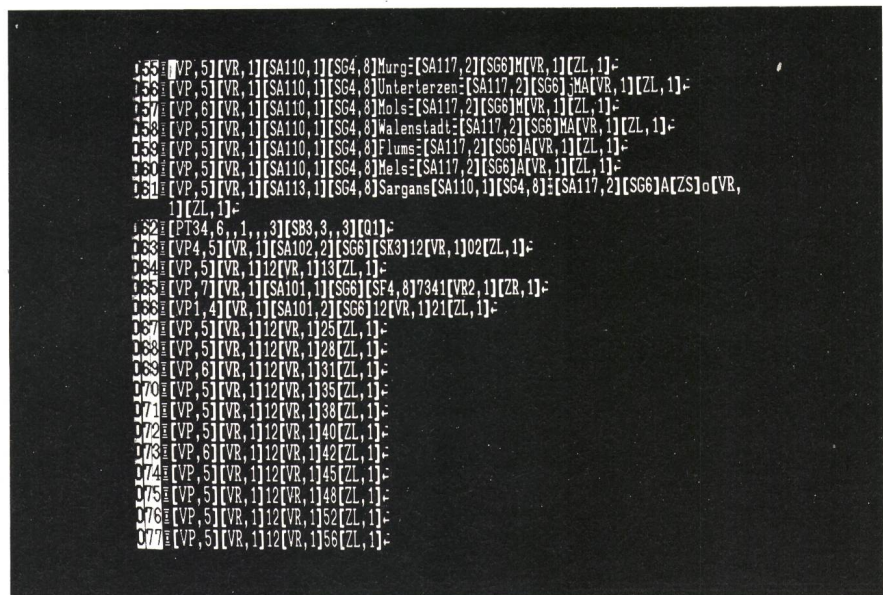 055 [VP,5][VR,1][SA110,1][SG4,8]Murg-[SA117,2][SG6]M[VR,1][ZL,1]
056 [VP,5][VR,1][SA110,1][SG4,8]Unterterzen-[SA117,2][SG6]jMA[VR,1][ZL,1]
057 [VP,6][VR,1][SA110,1][SG4,8]Mols-[SA117,2][SG6]M[VR,1][ZL,1]
058 [VP,5][VR,1][SA110,1][SG4,8]Walenstadt-[SA117,2][SG6]MA[VR,1][ZL,1]
059 [VP,5][VR,1][SA110,1][SG4,8]Flums-[SA117,2][SG6]A[VR,1][ZL,1]
060 [VP,5][VR,1][SA110,1][SG4,8]Mels-[SA117,2][SG6]A[VR,1][ZL,1]
061 [VP,5][VR,1][SA113,1][SG4,8]Sargans[SA110,1][SG4,8]-[SA117,2][SG6]A[ZS]o[VR,
1][ZL,1]
062 [PT34,6,,1,,,3][SB3,3,,3][Q1]
063 [VP4,5][VR,1][SA102,2][SG6][SK3]12[VR,1]02[ZL,1]
064 [VP,5][VR,1]12[VR,1]13[ZL,1]
065 [VP,7][VR,1][SA101,1][SG6][SF4,8]7341[VR2,1][ZR,1]
066 [VP1,4][VR,1][SA101,2][SG6]12[VR,1]21[ZL,1]
067 [VP,5][VR,1]12[VR,1]25[ZL,1]
068 [VP,5][VR,1]12[VR,1]28[ZL,1]
069 [VP,6][VR,1]12[VR,1]31[ZL,1]
070 [VP,5][VR,1]12[VR,1]35[ZL,1]
071 [VP,5][VR,1]12[VR,1]38[ZL,1]
072 [VP,5][VR,1]12[VR,1]40[ZL,1]
073 [VP,6][VR,1]12[VR,1]42[ZL,1]
074 [VP,5][VR,1]12[VR,1]45[ZL,1]
075 [VP,5][VR,1]12[VR,1]48[ZL,1]
076 [VP,5][VR,1]12[VR,1]52[ZL,1]
077 [VP,5][VR,1]12[VR,1]56[ZL,1]